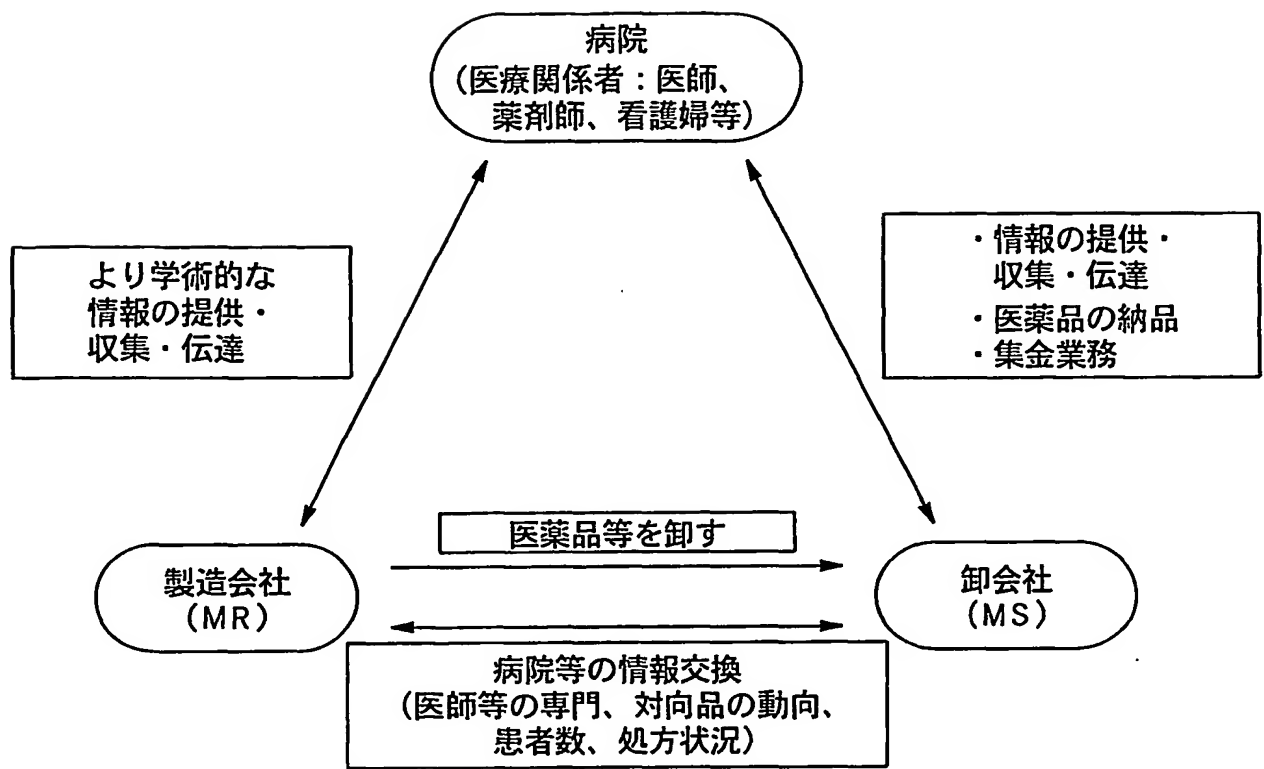 病院
(医療関係者:医師、
薬剤師、看護婦等)
より学術的な
情報の提供・
収集・伝達
・情報の提供・
収集・伝達
・医薬品の納品
・集金業務
医薬品等を卸す
製造会社
(MR)
卸会社
(MS)
病院等の情報交換
(医師等の専門、対向品の動向、
患者数、処方状況)